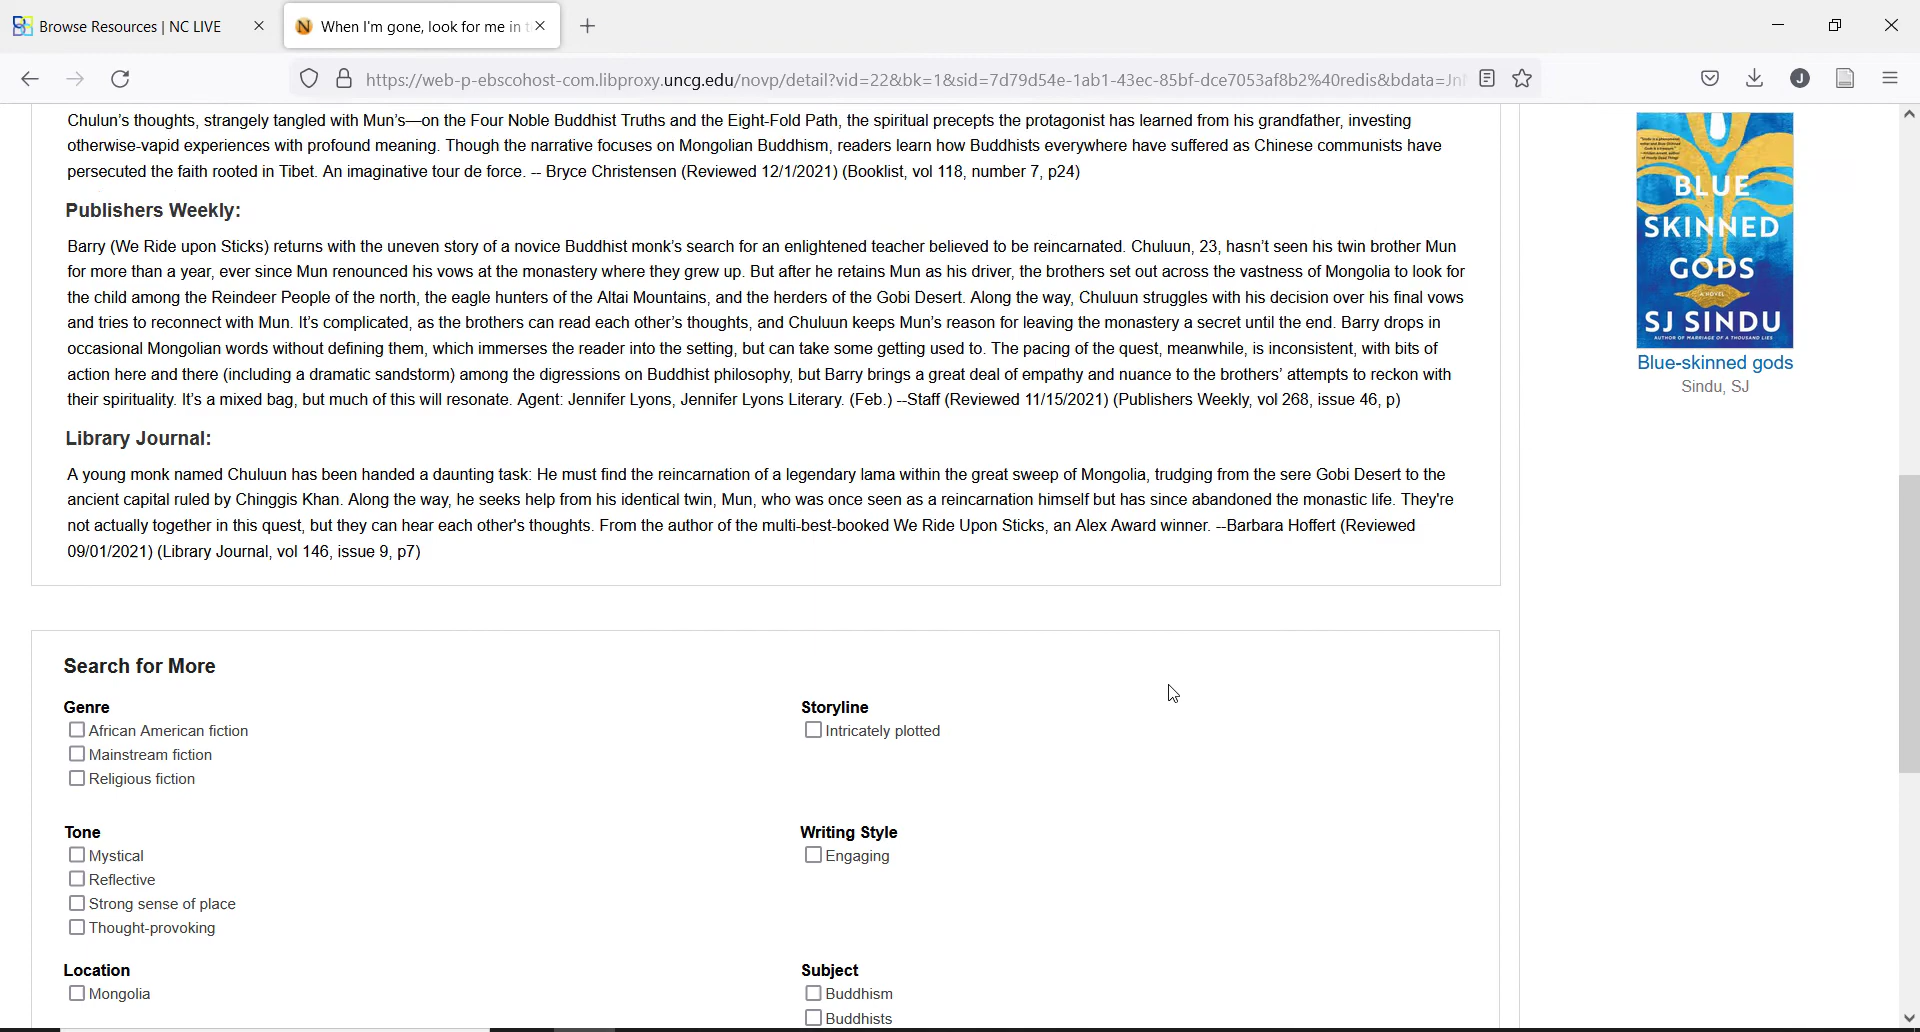 Browse Resources | NC LIVE
When I'm gone, look for me in t
https://web-p-ebscohost-com.libproxy.uncg.edu/novp/detail?vid=22&bk=1&sid=7d79d54e-1ab1-43ec-85bf-dce7053af8b2%40redis&bdata=Jn
J
Chulun's thoughts, strangely tangled with Mun's—on the Four Noble Buddhist Truths and the Eight-Fold Path, the spiritual precepts the protagonist has learned from his grandfather, investing
otherwise-vapid experiences with profound meaning. Though the narrative focuses on Mongolian Buddhism, readers learn how Buddhists everywhere have suffered as Chinese communists have
persecuted the faith rooted in Tibet. An imaginative tour de force. -- Bryce Christensen (Reviewed 12/1/2021) (Booklist, vol 118, number 7, p24)
Publishers Weekly:
Barry (We Ride upon Sticks) returns with the uneven story of a novice Buddhist monk's search for an enlightened teacher believed to be reincarnated. Chuluun, 23, hasn't seen his twin brother Mun
for more than a year, ever since Mun renounced his vows at the monastery where they grew up. But after he retains Mun as his driver, the brothers set out across the vastness of Mongolia to look for
the child among the Reindeer People of the north, the eagle hunters of the Altai Mountains, and the herders of the Gobi Desert. Along the way, Chuluun struggles with his decision over his final vows
and tries to reconnect with Mun. It's complicated, as the brothers can read each other's thoughts, and Chuluun keeps Mun's reason for leaving the monastery a secret until the end. Barry drops in
occasional Mongolian words without defining them, which immerses the reader into the setting, but can take some getting used to. The pacing of the quest, meanwhile, is inconsistent, with bits of
action here and there (including a dramatic sandstorm) among the digressions on Buddhist philosophy, but Barry brings a great deal of empathy and nuance to the brothers' attempts to reckon with
their spirituality. It's a mixed bag, but much of this will resonate. Agent: Jennifer Lyons, Jennifer Lyons Literary. (Feb.) --Staff (Reviewed 11/15/2021) (Publishers Weekly, vol 268, issue 46, p)
Library Journal:
A young monk named Chuluun has been handed a daunting task: He must find the reincarnation of a legendary lama within the great sweep of Mongolia, trudging from the sere Gobi Desert to the
ancient capital ruled by Chinggis Khan. Along the way, he seeks help from his identical twin, Mun, who was once seen as a reincarnation himself but has since abandoned the monastic life. They're
not actually together in this quest, but they can hear each other's thoughts. From the author of the multi-best-booked We Ride Upon Sticks, an Alex Award winner. --Barbara Hoffert (Reviewed
09/01/2021) (Library Journal, vol 146, issue 9, p7)
BLUE
SKINNED
GODS
A NOVEL
SJ SINDU
AUTHOR OF MARRIAGE OF A THOUSAND LIES
Blue-skinned gods
Sindu, SJ
Search for More
Genre
African American fiction
Mainstream fiction
Religious fiction
Storyline
Intricately plotted
Tone
Mystical
Reflective
Strong sense of place
Thought-provoking
Writing Style
Engaging
Location
Mongolia
Subject
Buddhism
Buddhists